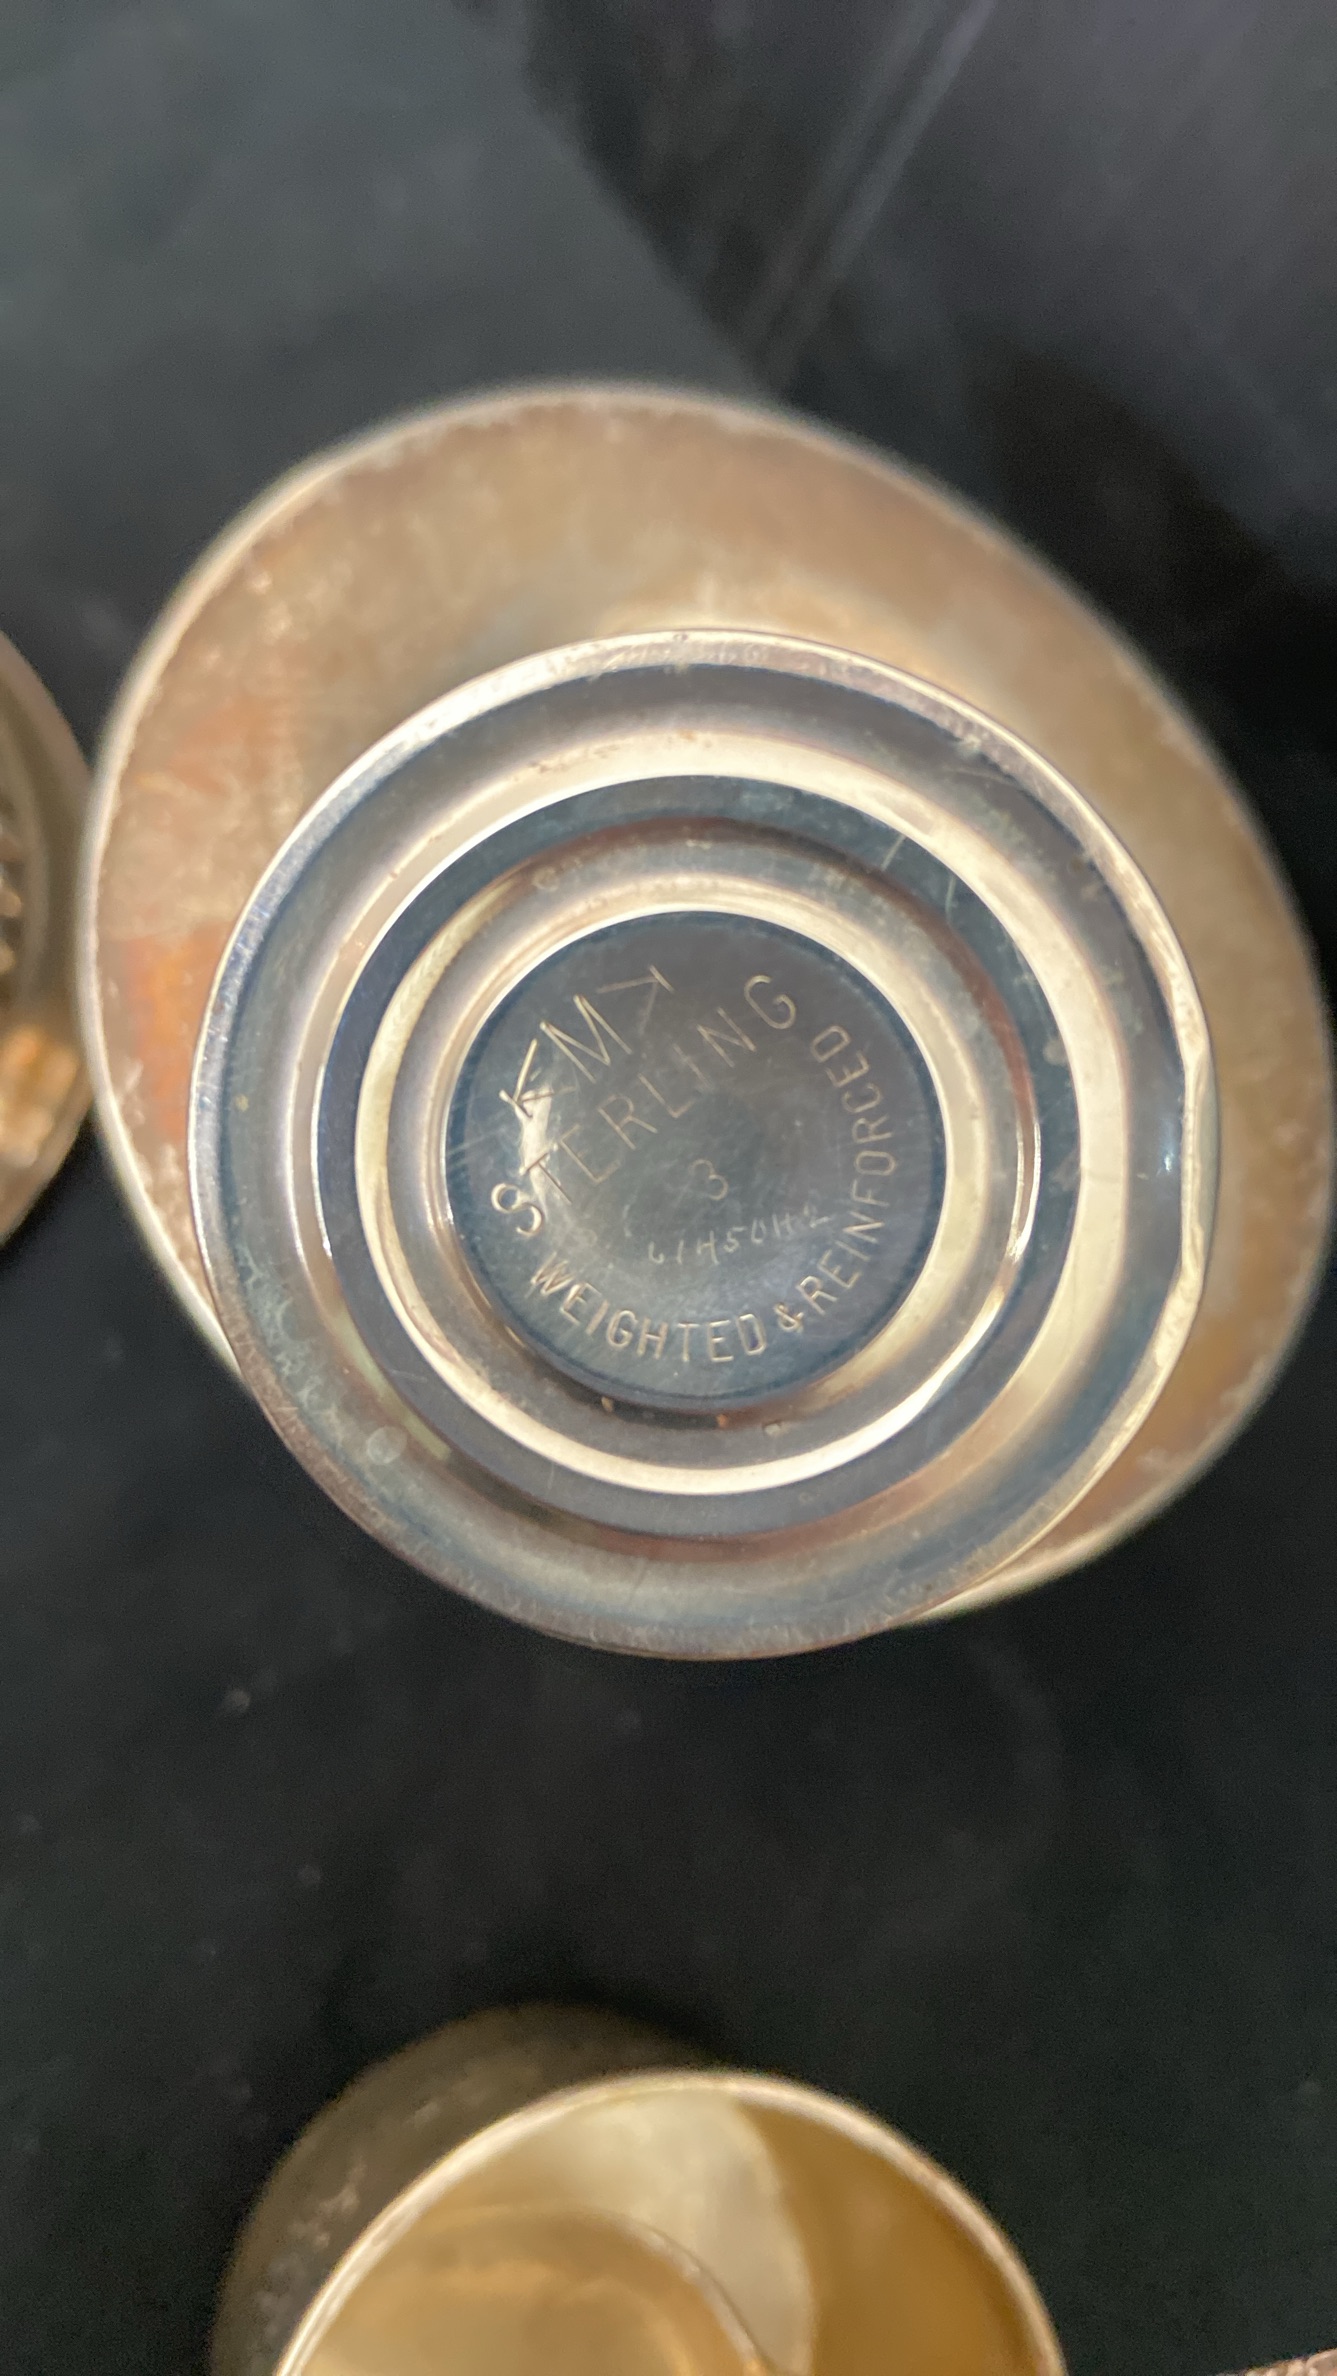 STERLING
3
WEIGHTED & REINFORCED